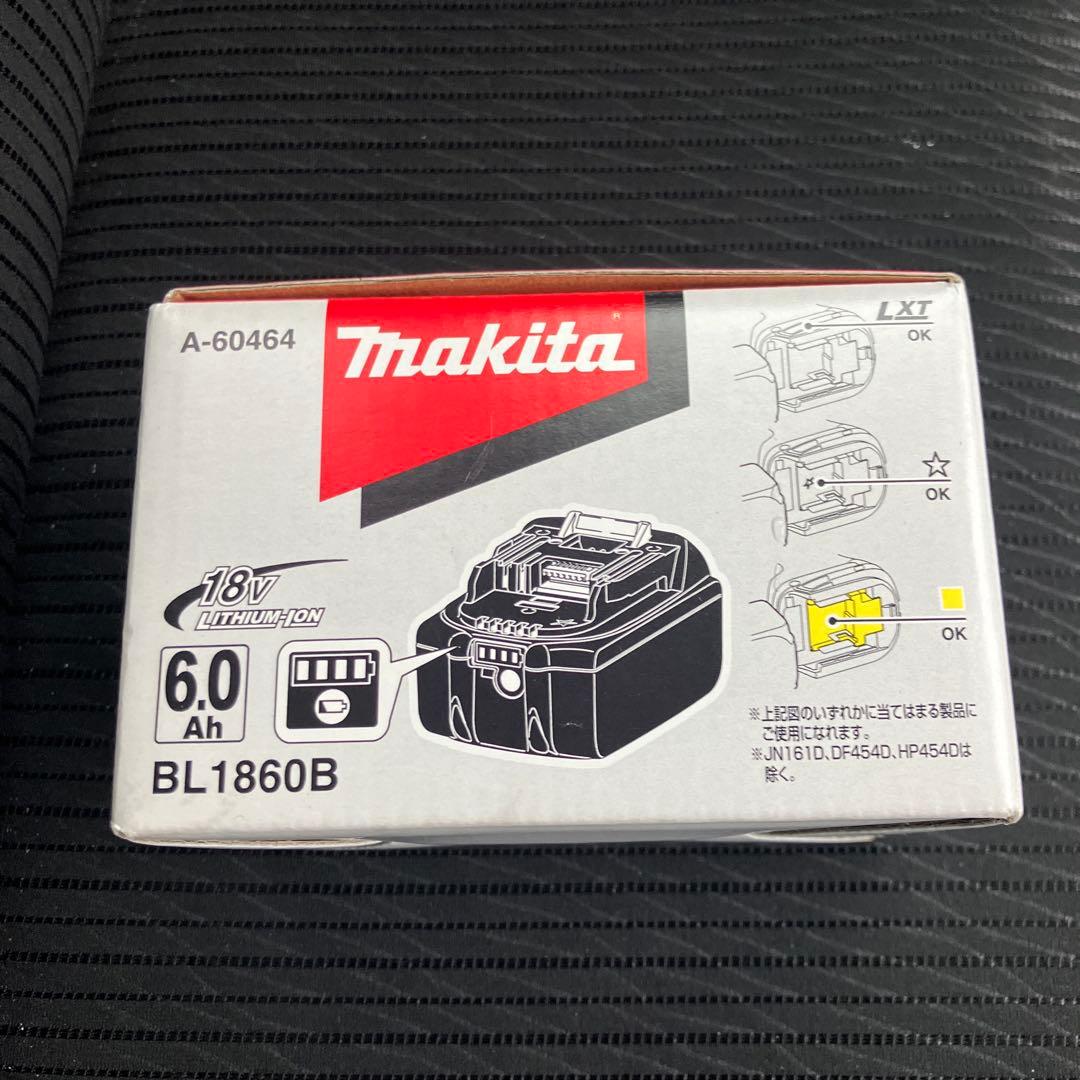 A-60464
makita®
LXT
OK
☆
OK
OK
18V
LITHIUM-ION
6.0
Ah
BL1860B
※上記図のいずれかに当てはまる製品に
ご使用になれます。
※JN161D、DF454D、HP454Dは
除く。